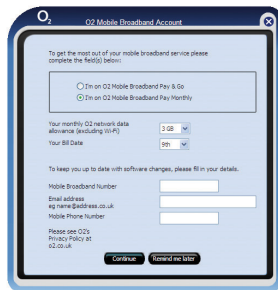 O2
O2 Mobile Broadband Account
To get the most out of your mobile broadband service please
complete the field(s) below:
I'm on O2 Mobile Broadband Pay & Go
I'm on O2 Mobile Broadband Pay Monthly
Your monthly O2 network data
allowance (excluding Wi-Fi)
3 GB
Your Bill Date
9th
To keep you up to date with software changes, please fill in your details.
Mobile Broadband Number
Email address
eg name@address.co.uk
Mobile Phone Number
Please see O2's
Privacy Policy at
o2.co.uk
Continue
Remind me later